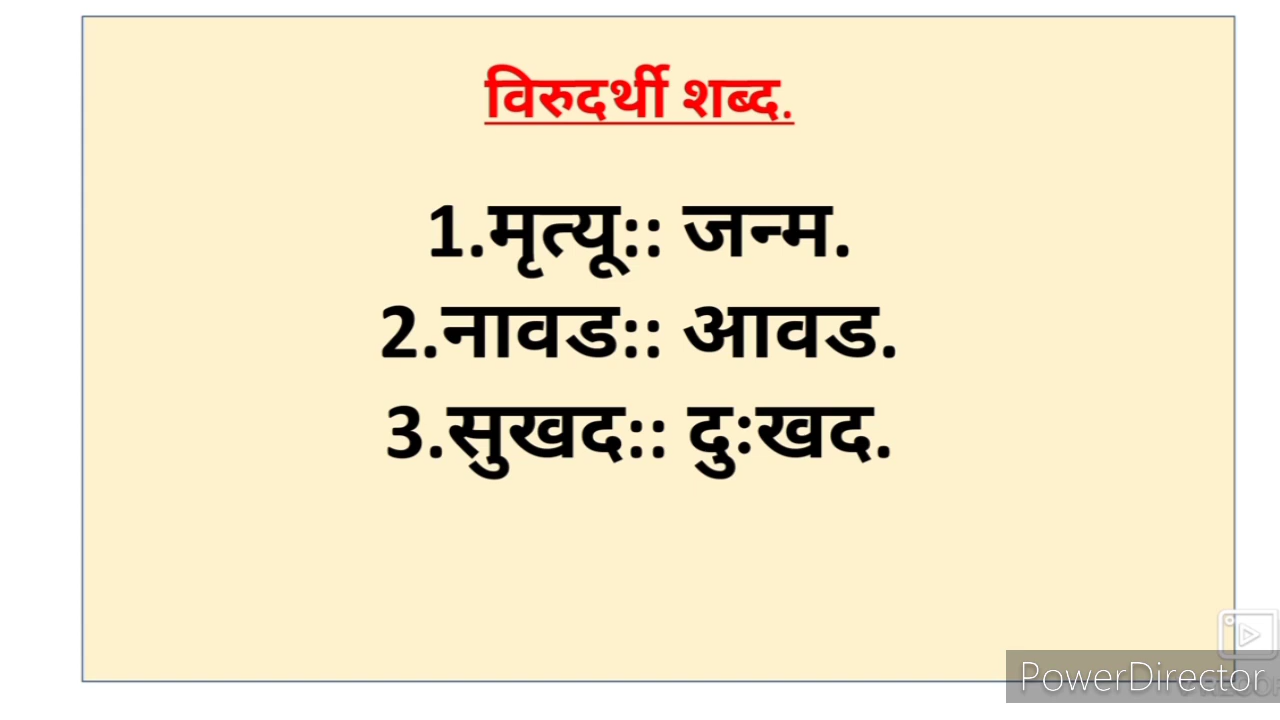 विरुदर्थी शब्द.
1.मृत्यू:: जन्म.
2.नावड:: आवड.
3.सुखद:: दुःखद.
PowerDirector